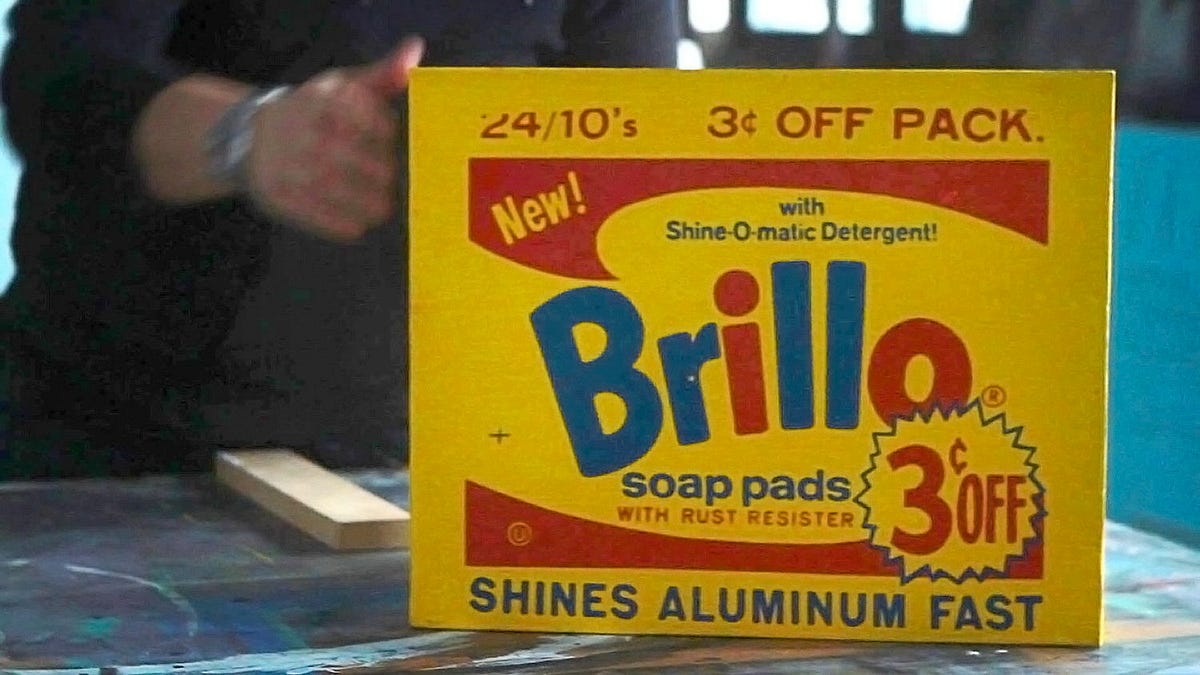 24/10's 3¢ OFF PACK.
New!
with
Shine-O-matic Detergent!
Brillo®
soap pads
WITH RUST RESISTER
3¢ OFF
U
SHINES ALUMINUM FAST